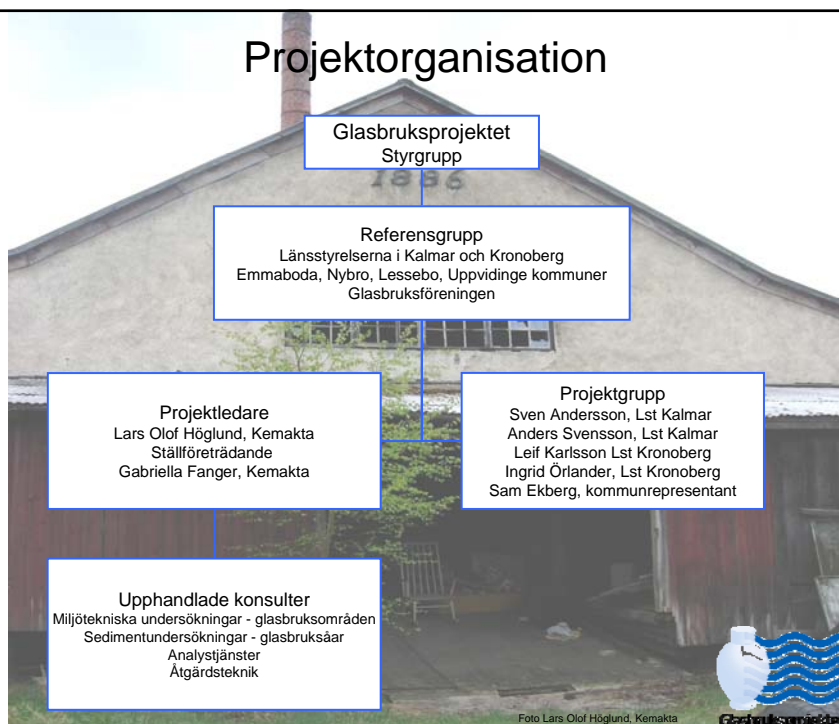 Projektorganisation
Glasbruksprojektet
Styrgrupp
1886
Referensgrupp
Länsstyrelserna i Kalmar och Kronoberg
Emmaboda, Nybro, Lessebo, Uppvidinge kommuner
Glasbruksföreningen
Projektledare
Lars Olof Höglund, Kemakta
Ställföreträdande
Gabriella Fanger, Kemakta
Projektgrupp
Sven Andersson, Lst Kalmar
Anders Svensson, Lst Kalmar
Leif Karlsson Lst Kronoberg
Ingrid Örlander, Lst Kronoberg
Sam Ekberg, kommunrepresentant
Upphandlade konsulter
Miljötekniska undersökningar - glasbruksområden
Sedimentundersökningar - glasbruksåar
Analystjänster
Åtgärdsteknik
Foto Lars Olof Höglund, Kemakta